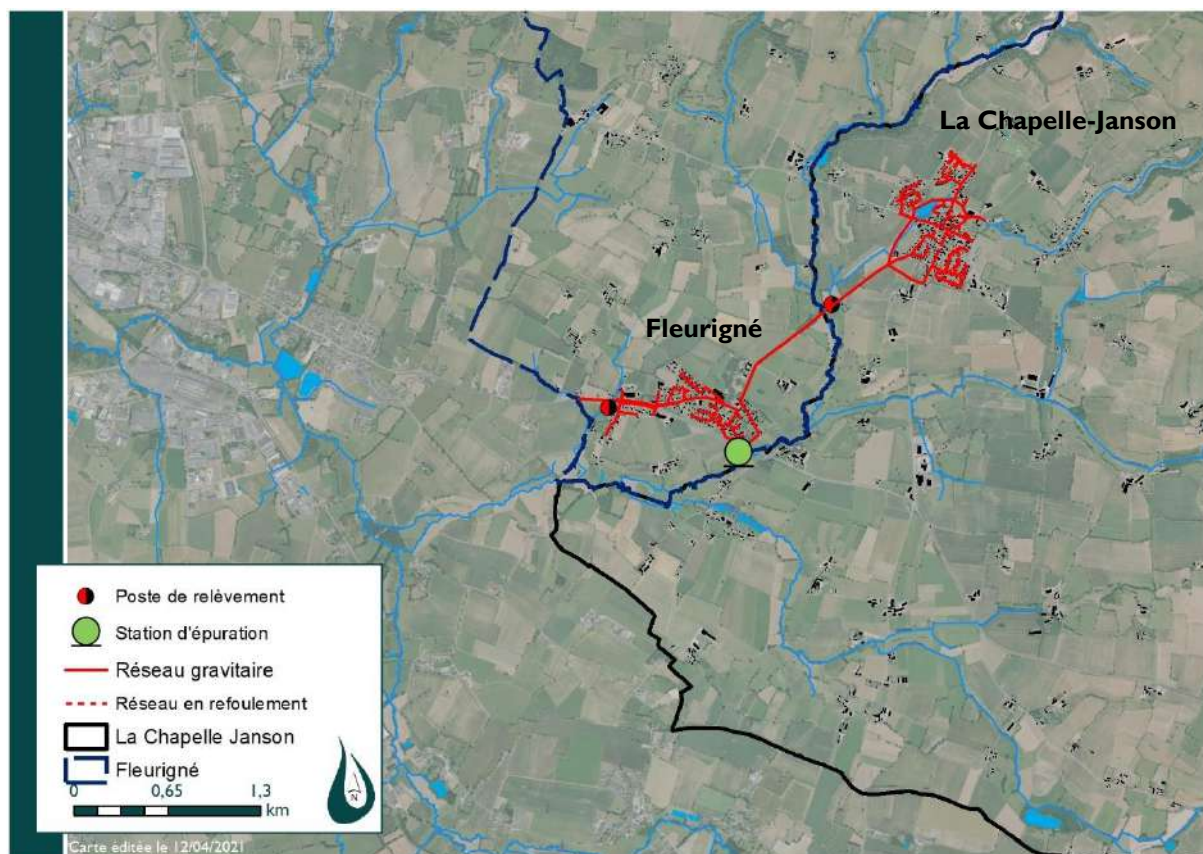 La Chapelle-Janson
Fleurigné
Poste de relèvement
Station d'épuration
Réseau gravitaire
Réseau en refoulement
La Chapelle Janson
Fleurigné
0 0,65 1,3
km
N
Carte éditée le 12/04/2021